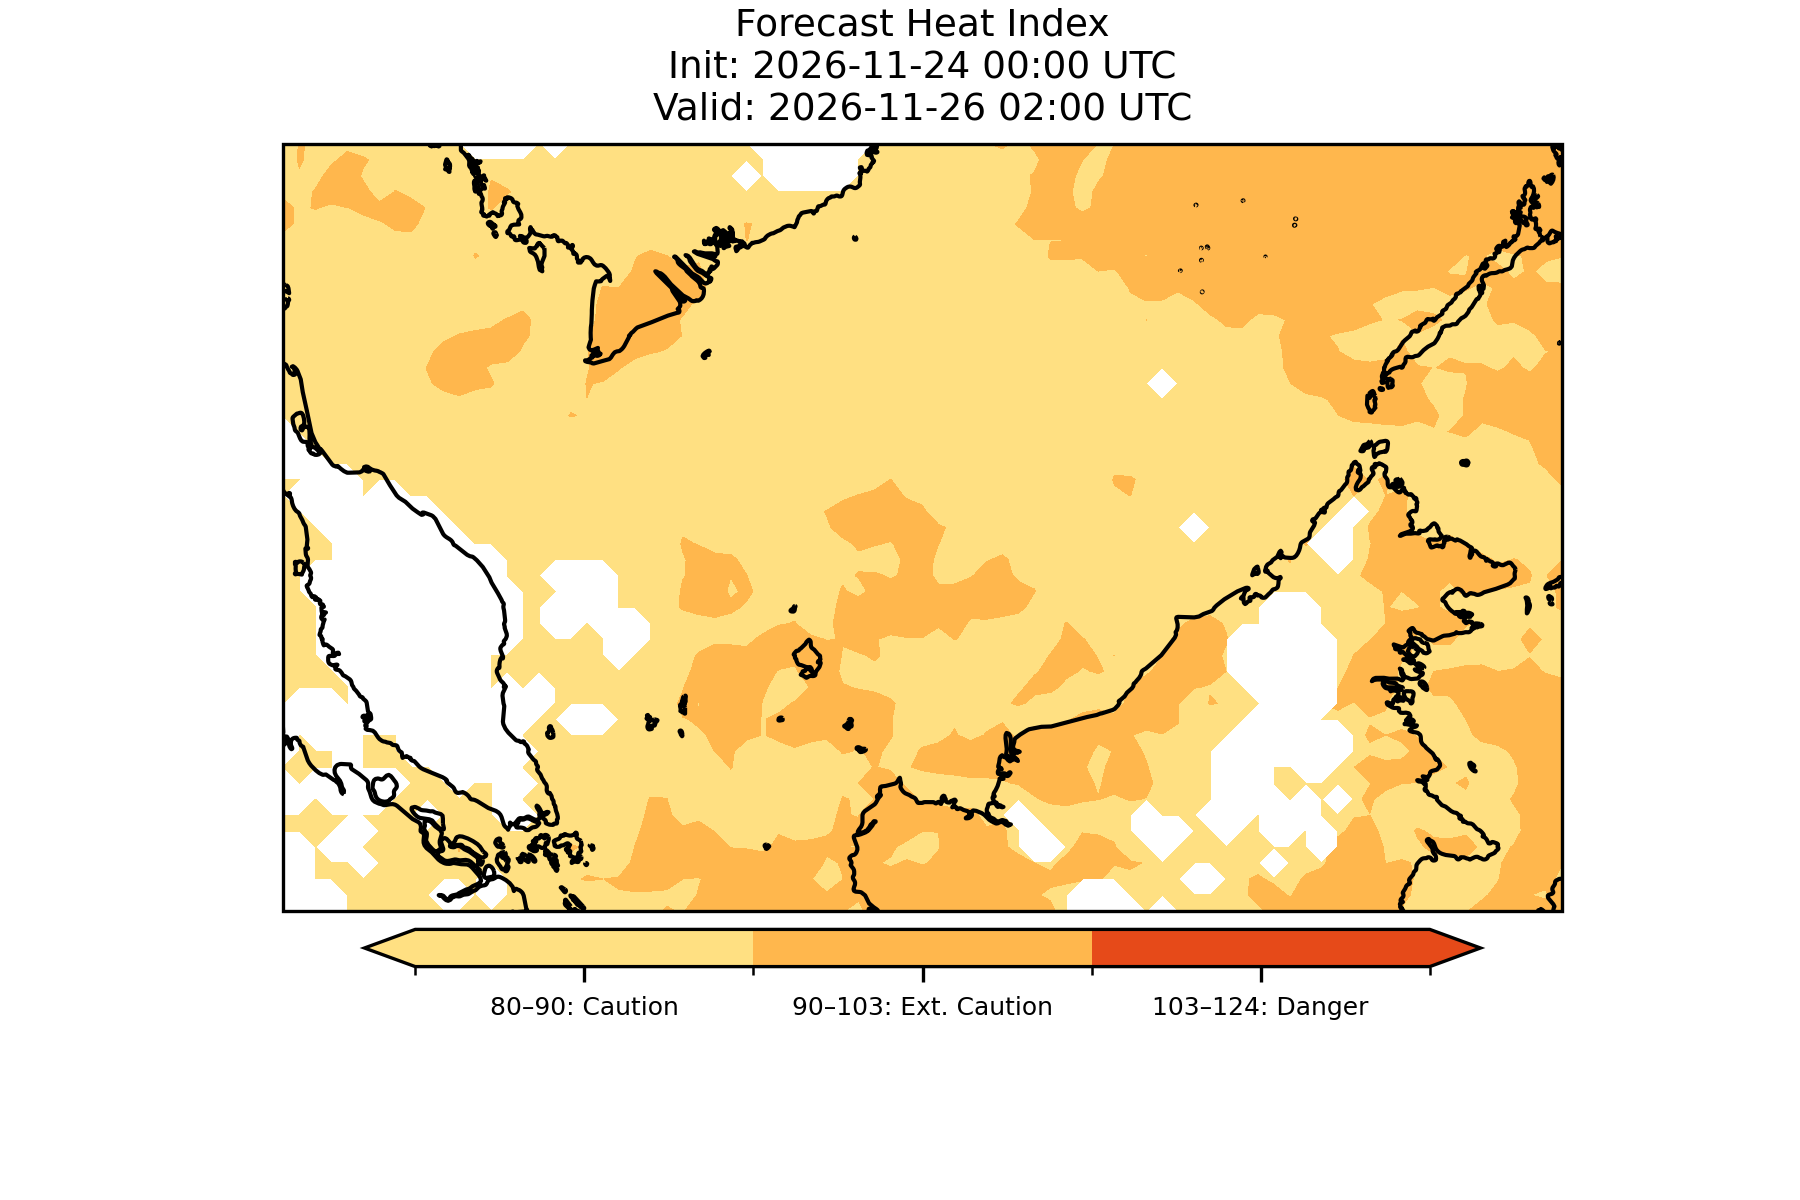 Forecast Heat Index
Init: 2026-11-24 00:00 UTC
Valid: 2026-11-26 02:00 UTC
80–90: Caution
90–103: Ext. Caution
103–124: Danger